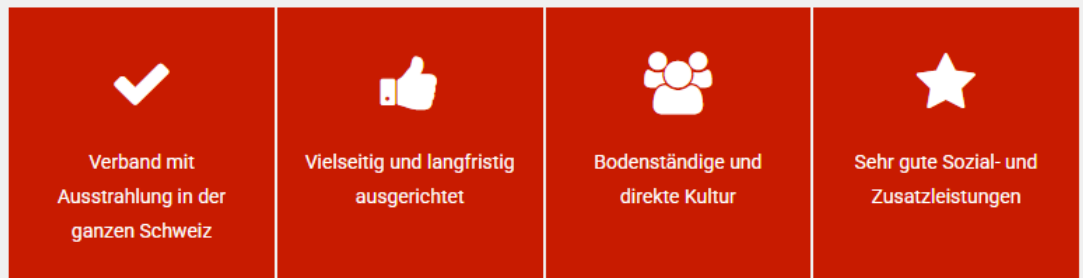 Verband mit
Ausstrahlung in der
ganzen Schweiz
Vielseitig und langfristig
ausgerichtet
Bodenständige und
direkte Kultur
Sehr gute Sozial- und
Zusatzleistungen